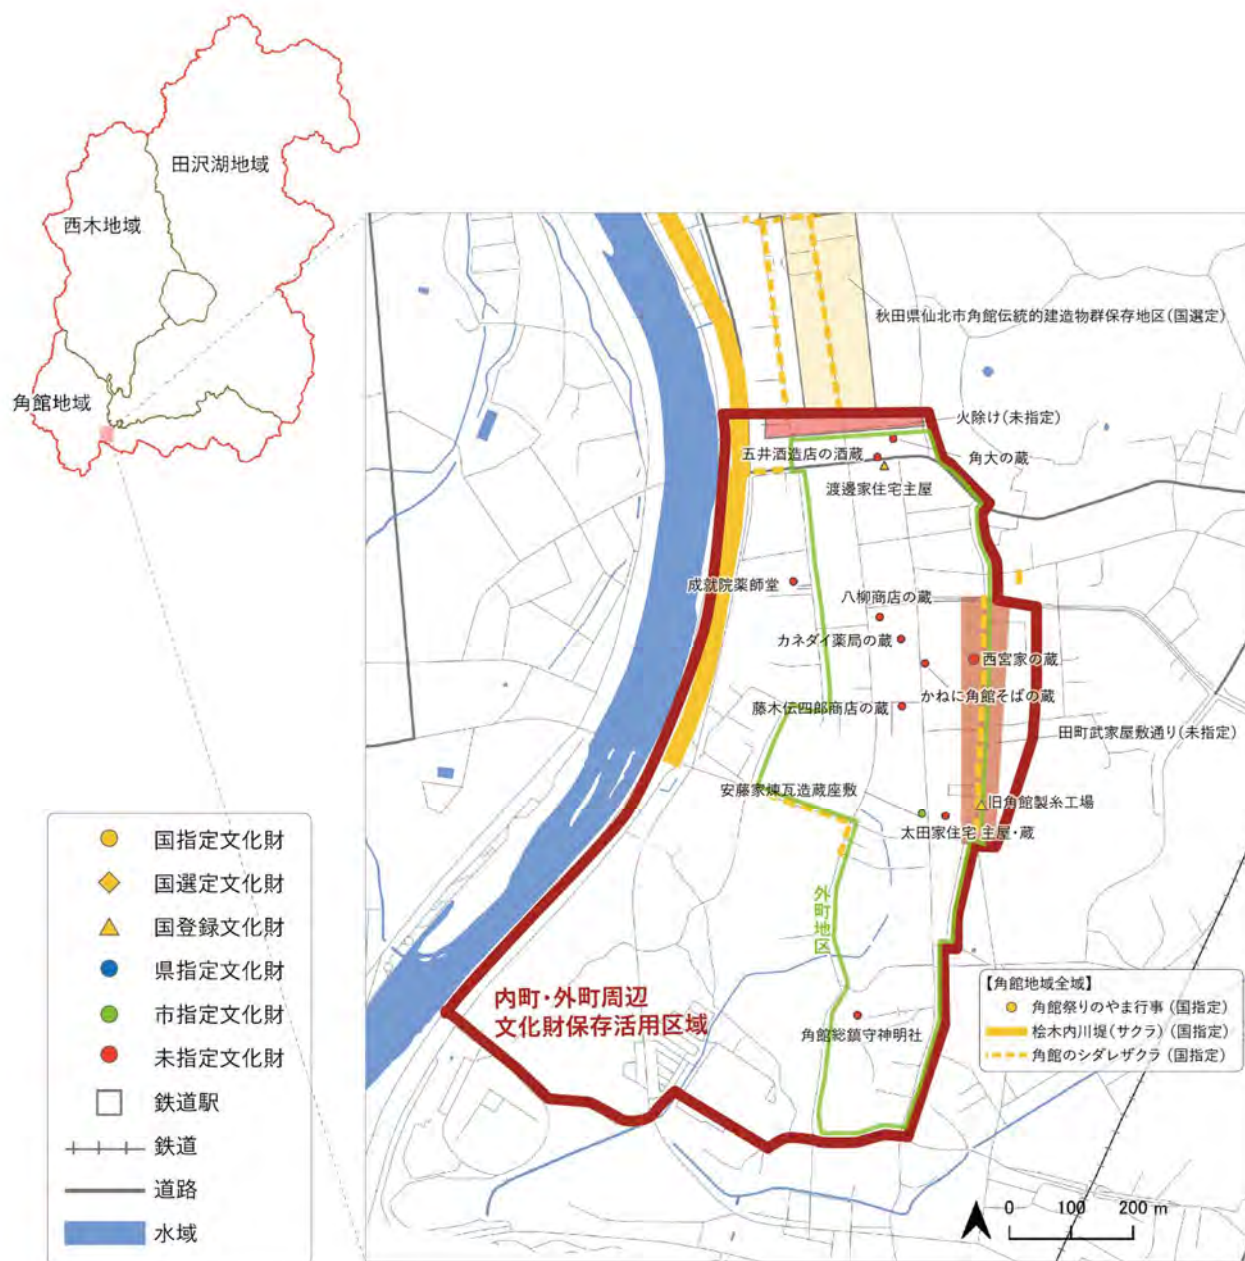 田沢湖地域
西木地域
角館地域
秋田県仙北市角館伝統的建造物群保存地区(国選定)
火除け(未指定)
五井酒造店の酒蔵
角大の蔵
渡邊家住宅主屋
成就院薬師堂
八柳商店の蔵
カネダイ薬局の蔵
西宮家の蔵
かねに角館そばの蔵
藤木伝四郎商店の蔵
田町武家屋敷通り(未指定)
安藤家煉瓦造蔵座敷
旧角館製糸工場
太田家住宅 主屋・蔵
外町地区
内町・外町周辺
文化財保存活用区域
角館総鎮守神明社
国指定文化財
国選定文化財
国登録文化財
県指定文化財
市指定文化財
未指定文化財
鉄道駅
鉄道
道路
水域
【角館地域全域】
角館祭りのやま行事 (国指定)
桧木内川堤(サクラ) (国指定)
角館のシダレザクラ (国指定)
0 100 200 m